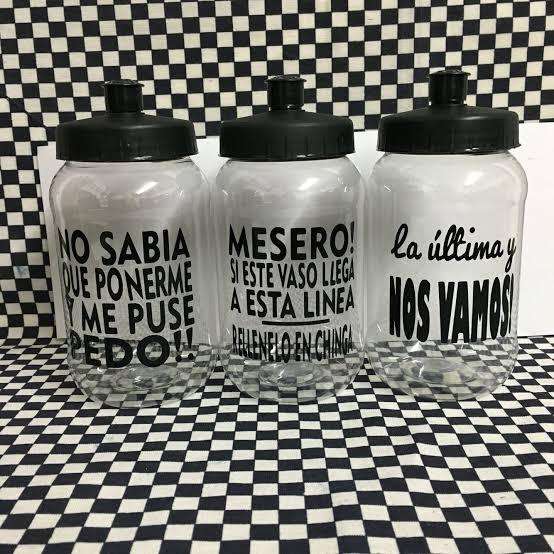 NO SABIA
QUE PONERME
Y ME PUSE
PEDO!!
MESERO!
SI ESTE VASO LLEGA
A ESTA LINEA
RELLENELO EN CHINGA
la última y
NOS VAMOS!